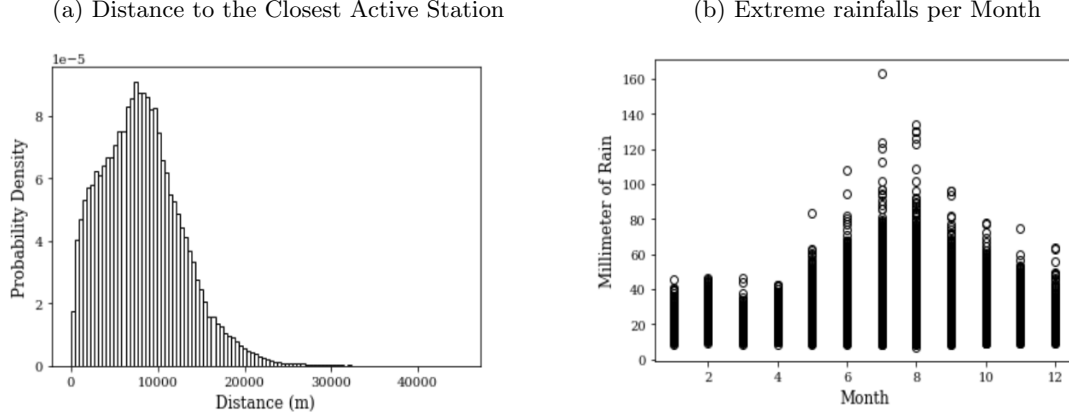 (a) Distance to the Closest Active Station
1e−5
8
6
4
2
0
Probability Density
0 10000 20000 30000 40000
Distance (m)
(b) Extreme rainfalls per Month
160
140
120
100
80
60
40
20
0
Millimeter of Rain
2 4 6 8 10 12
Month